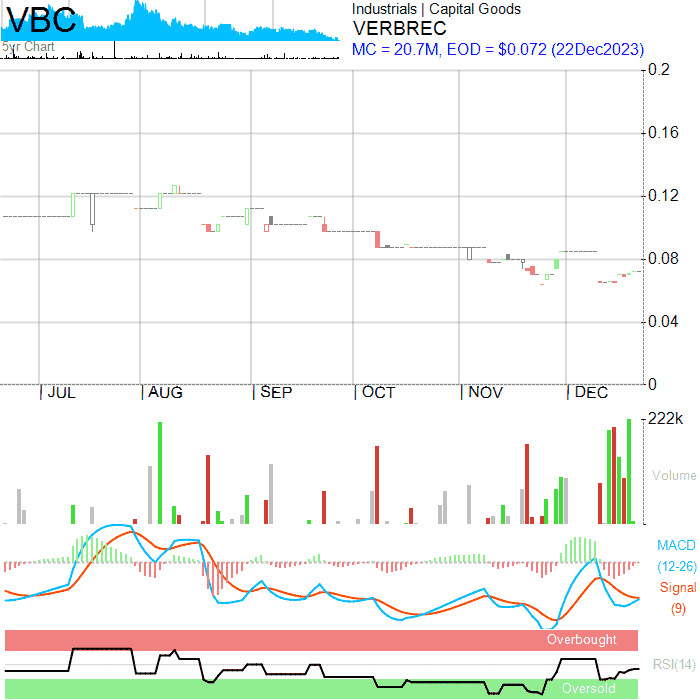 VBC
5yr Chart
Industrials | Capital Goods
VERBREC
MC = 20.7M, EOD = $0.072 (22Dec2023)
0.2
0.16
0.12
0.08
0.04
0
JUL AUG SEP OCT NOV DEC
222k
Volume
MACD
(12-26)
Signal
(9)
Overbought
RSI(14)
Oversold